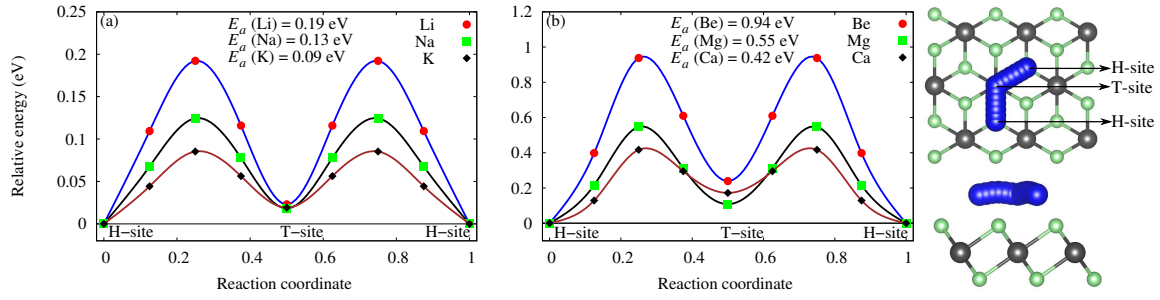 (a)
E_a (Li) = 0.19 eV
E_a (Na) = 0.13 eV
E_a (K) = 0.09 eV
Li
Na
K
Relative energy (eV)
0.25
0.2
0.15
0.1
0.05
0
H−site
T−site
H−site
0 0.2 0.4 0.6 0.8 1
Reaction coordinate
(b)
E_a (Be) = 0.94 eV
E_a (Mg) = 0.55 eV
E_a (Ca) = 0.42 eV
Be
Mg
Ca
1.2
1
0.8
0.6
0.4
0.2
0
H−site
T−site
H−site
0 0.2 0.4 0.6 0.8 1
Reaction coordinate
H-site
T-site
H-site